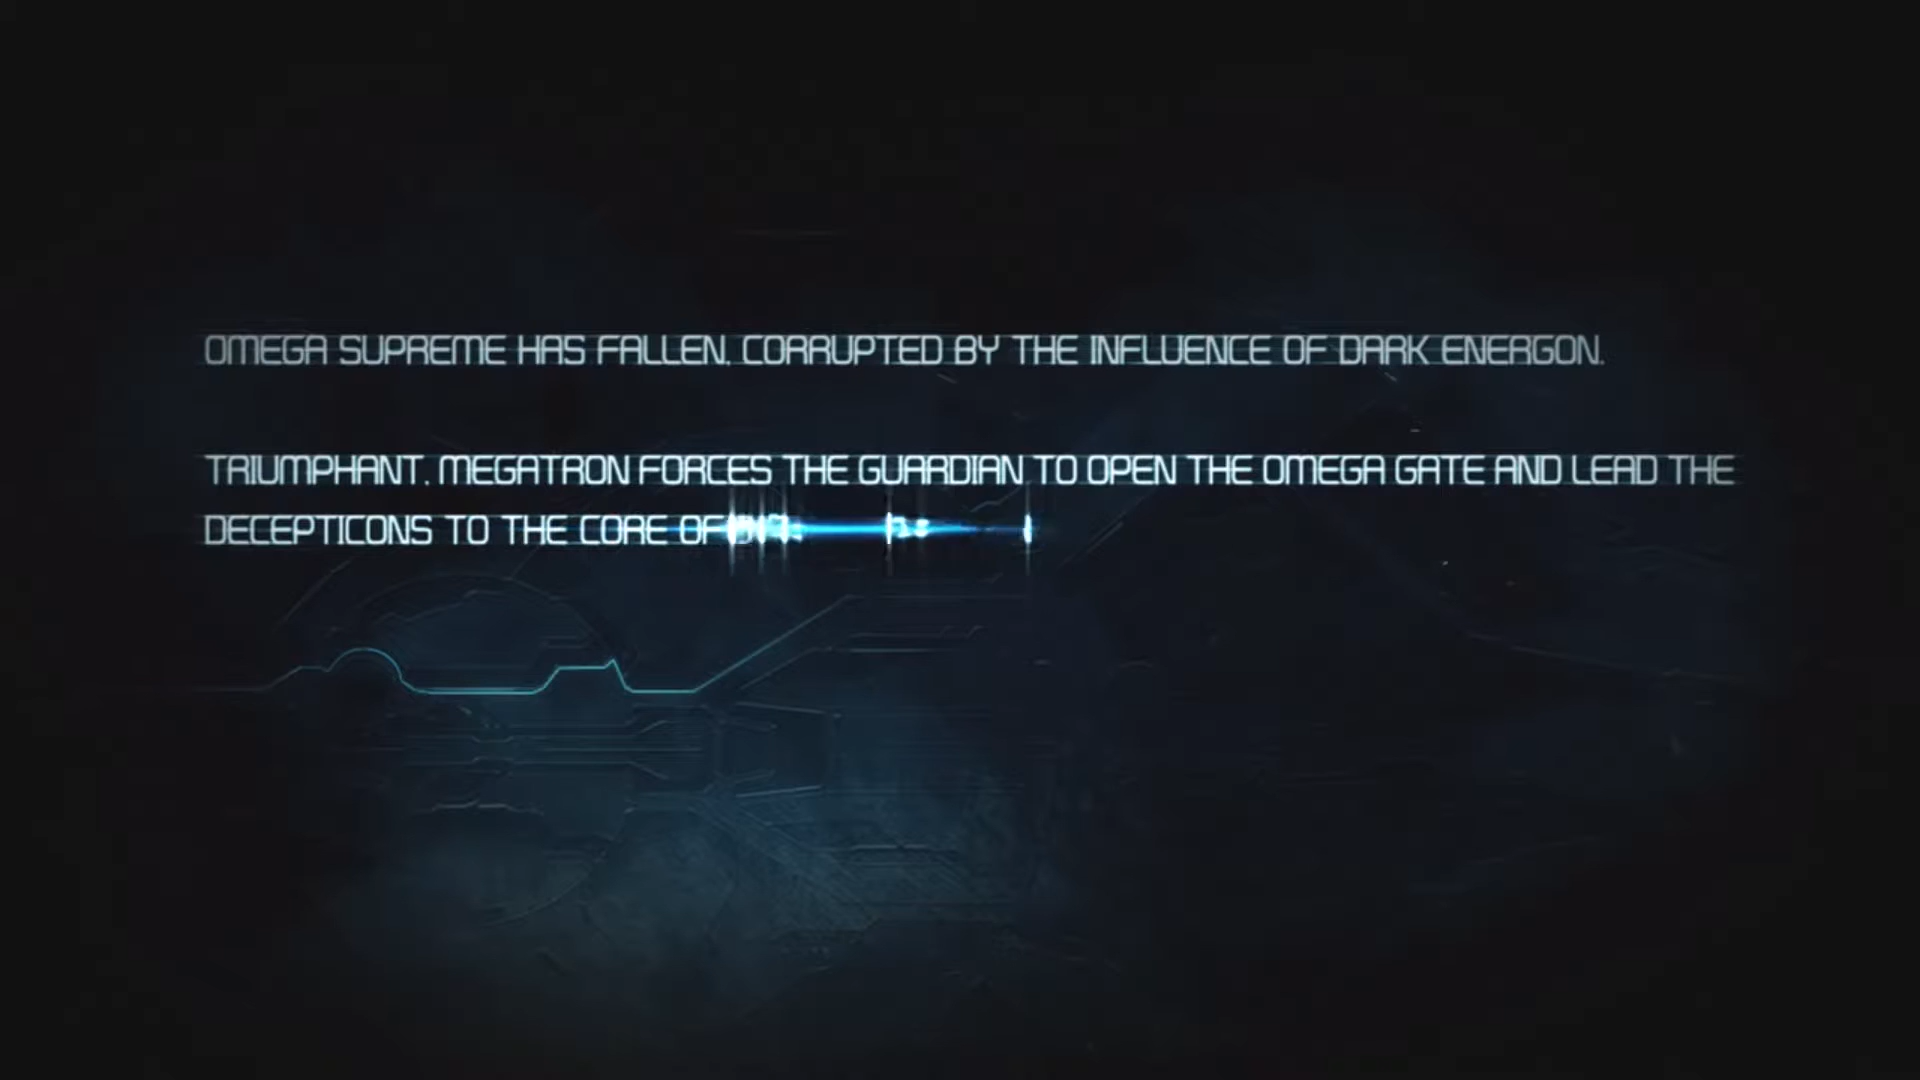 OMEGA SUPREME HAS FALLEN, CORRUPTED BY THE INFLUENCE OF DARK ENERGON.
TRIUMPHANT, MEGATRON FORCES THE GUARDIAN TO OPEN THE OMEGA GATE AND LEAD THE
DECEPTICONS TO THE CORE OF